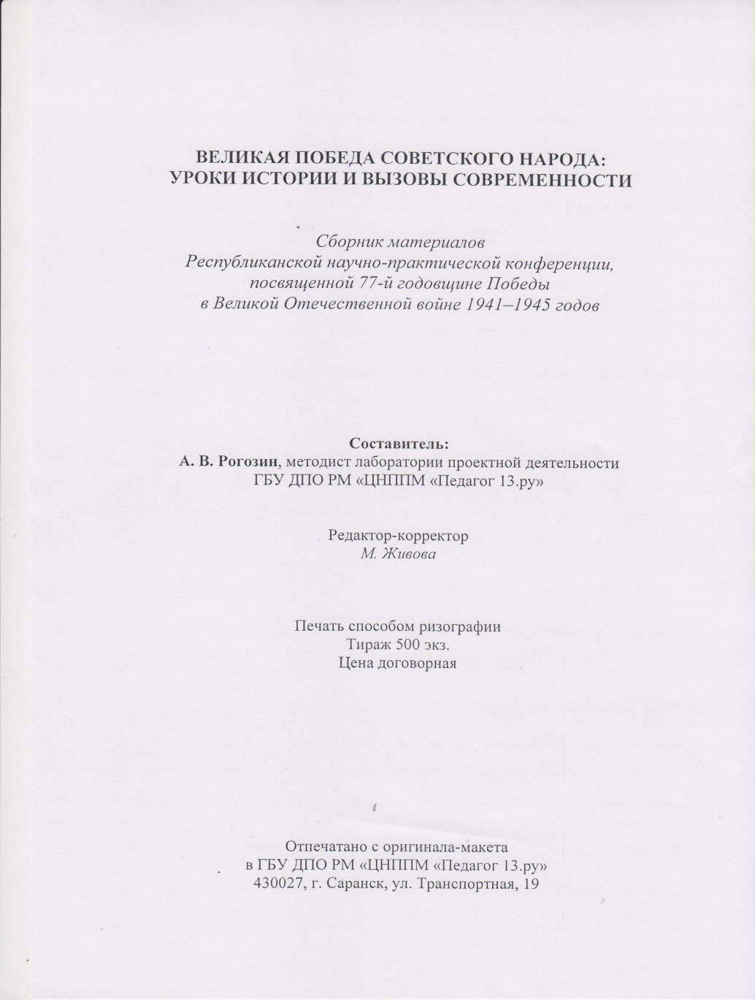 ВЕЛИКАЯ ПОБЕДА СОВЕТСКОГО НАРОДА:
УРОКИ ИСТОРИИ И ВЫЗОВЫ СОВРЕМЕННОСТИ
Сборник материалов
Республиканской научно-практической конференции,
посвященной 77-й годовщине Победы
в Великой Отечественной войне 1941–1945 годов
Составитель:
А. В. Рогозин, методист лаборатории проектной деятельности
ГБУ ДПО РМ «ЦНППМ «Педагог 13.ру»
Редактор-корректор
М. Живова
Печать способом ризографии
Тираж 500 экз.
Цена договорная
Отпечатано с оригинала-макета
в ГБУ ДПО РМ «ЦНППМ «Педагог 13.ру»
430027, г. Саранск, ул. Транспортная, 19